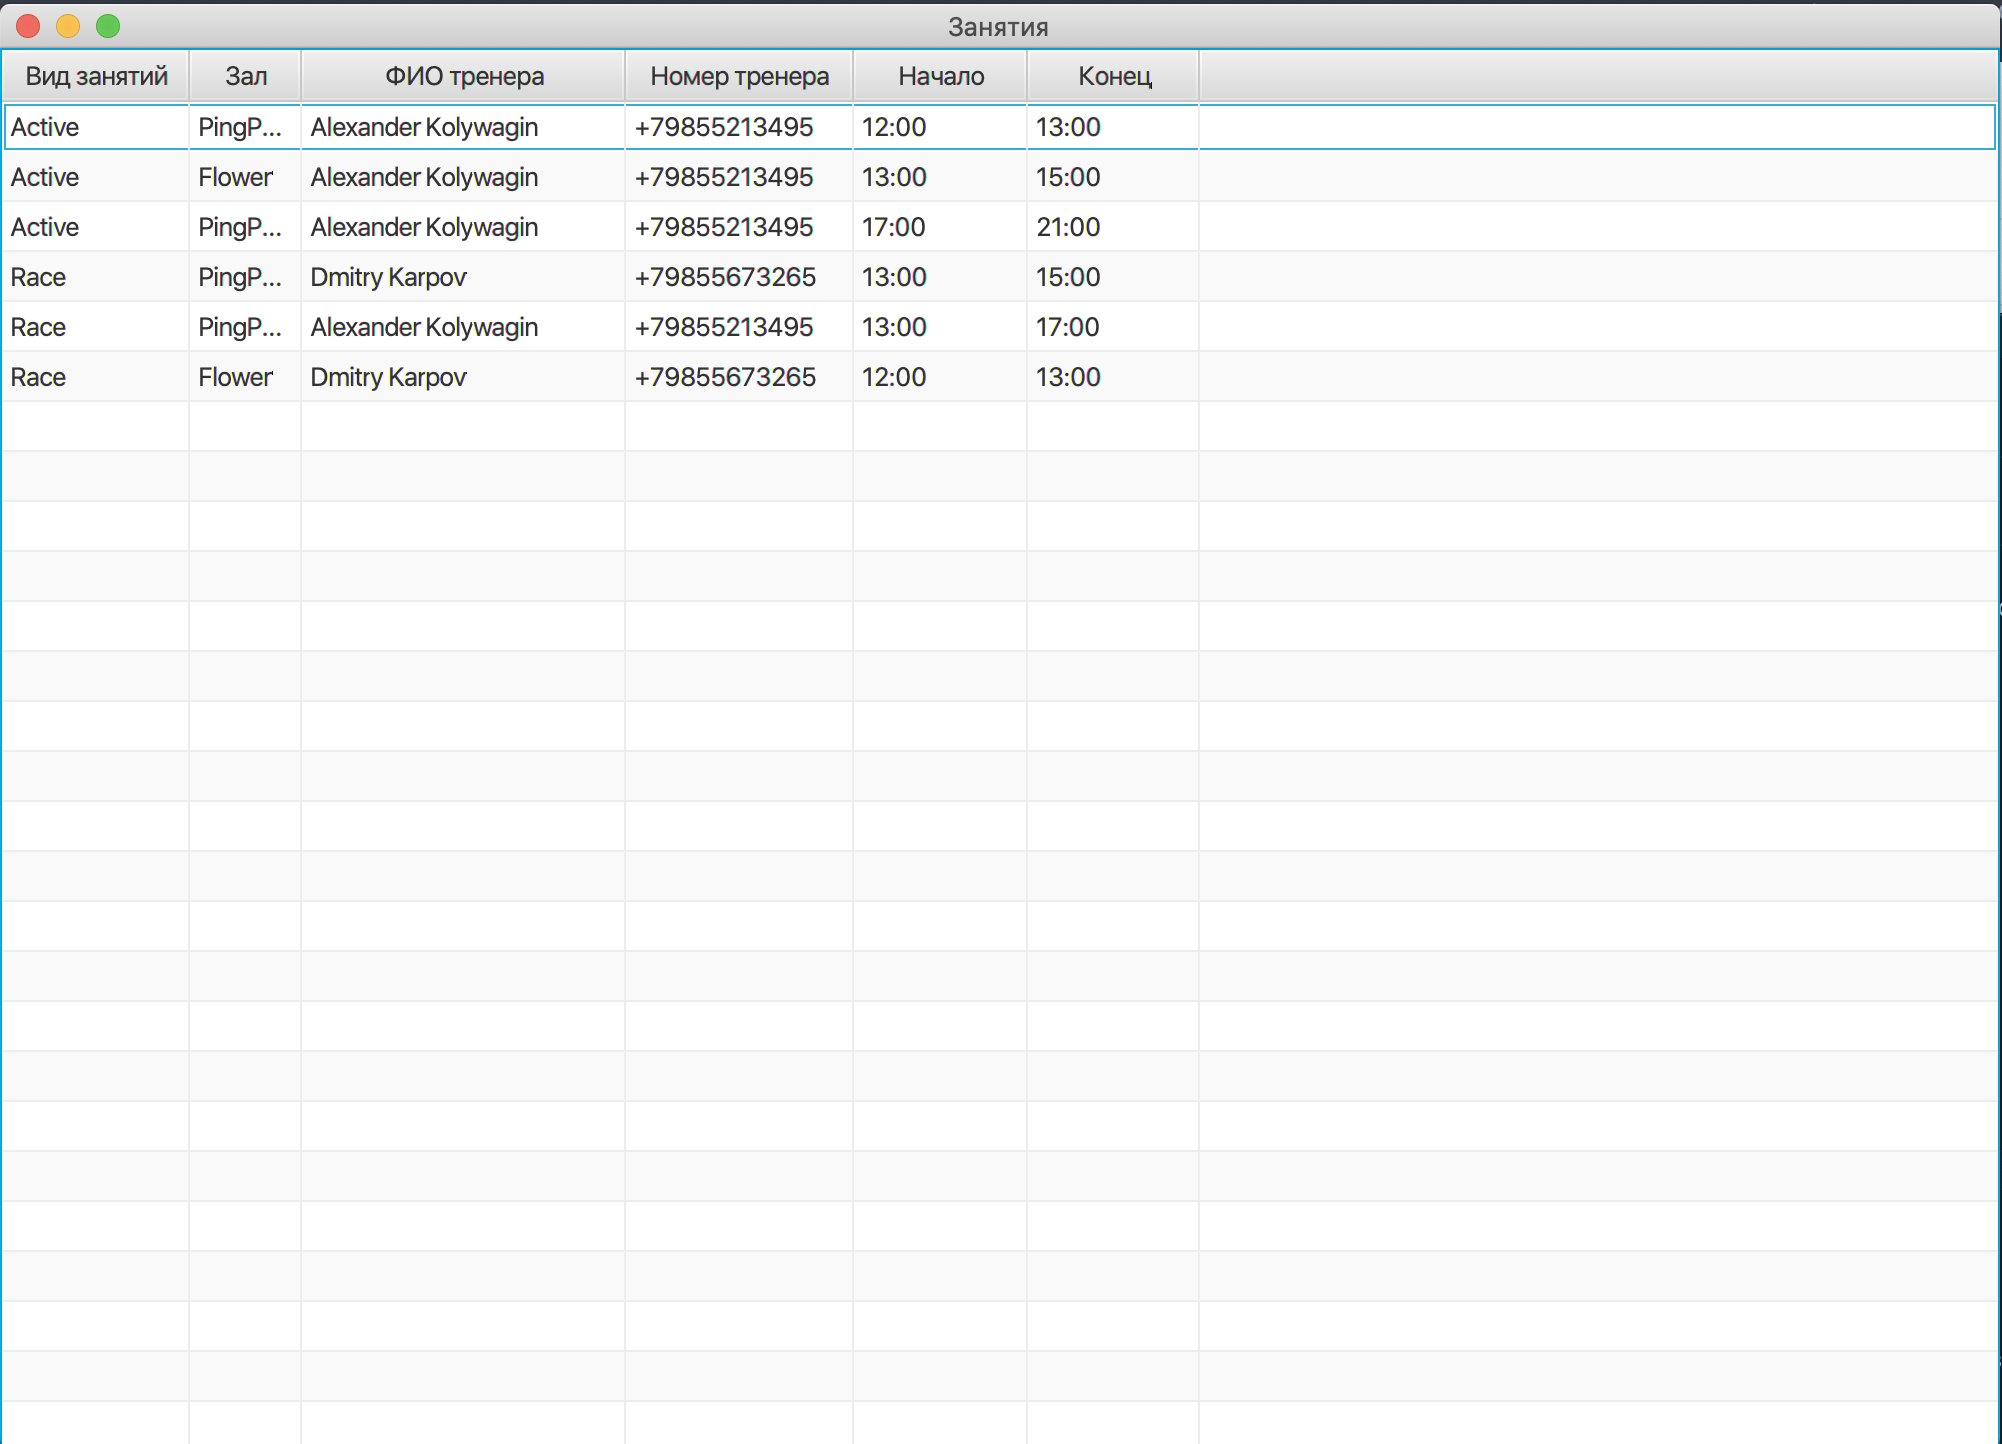 Занятия
Вид занятий Зал ФИО тренера Номер тренера Начало Конец
Active PingP... Alexander Kolywagin +79855213495 12:00 13:00
Active Flower Alexander Kolywagin +79855213495 13:00 15:00
Active PingP... Alexander Kolywagin +79855213495 17:00 21:00
Race PingP... Dmitry Karpov +79855673265 13:00 15:00
Race PingP... Alexander Kolywagin +79855213495 13:00 17:00
Race Flower Dmitry Karpov +79855673265 12:00 13:00